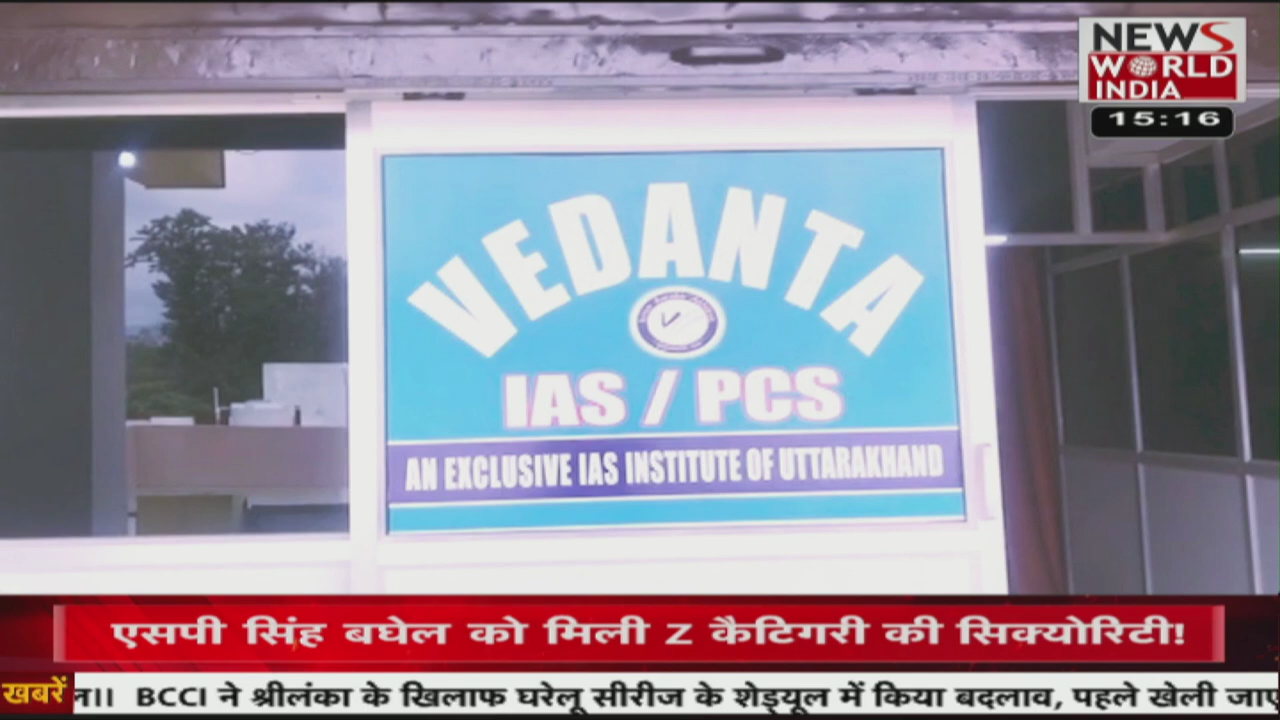 NEWS
WORLD
INDIA
15:16
VEDANTA
IAS / PCS
AN EXCLUSIVE IAS INSTITUTE OF UTTARAKHAND
एसपी सिंह बघेल को मिली Z कैटिगरी की सिक्योरिटी!
खबरें
BCCI ने श्रीलंका के खिलाफ घरेलू सीरीज के शेड्यूल में किया बदलाव, पहले खेली